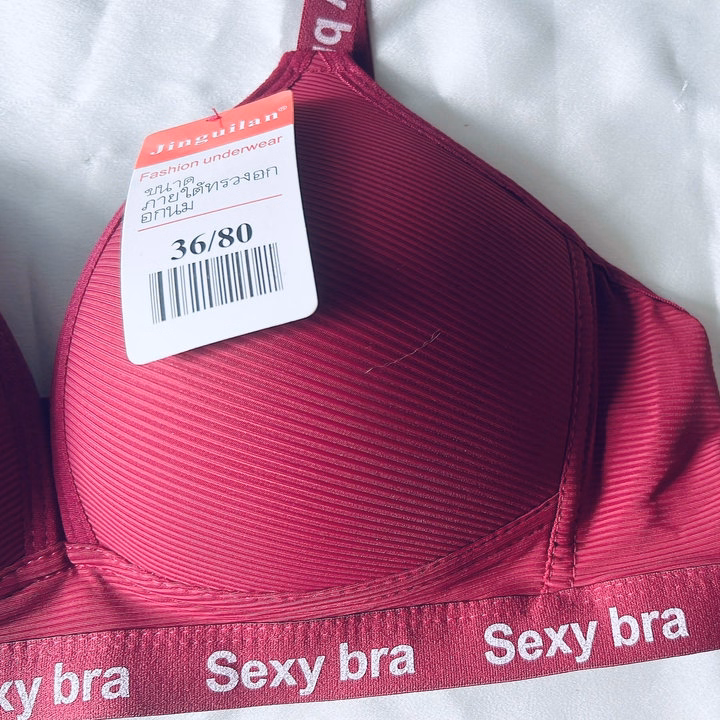 Jinguilan®
Fashion underwear
ขนาด
ภายใต้ทรวงอก
อกนม
36/80
Sexy bra
Sexy bra